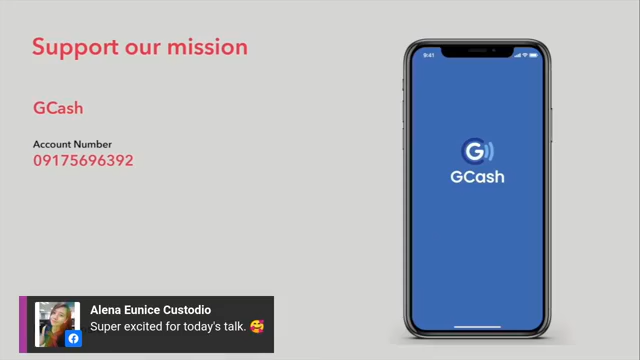 Support our mission
GCash
Account Number
09175696392
9:41
G
GCash
Alena Eunice Custodio
Super excited for today's talk. 🥰